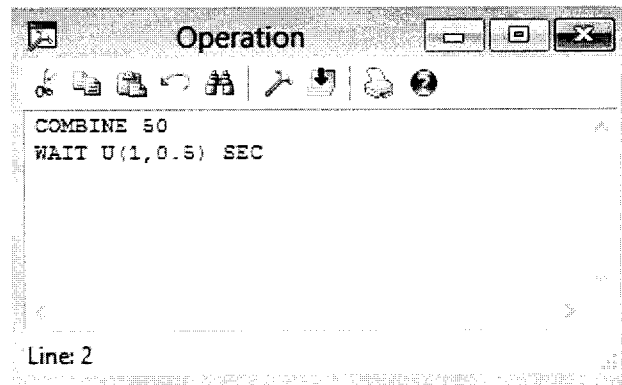 Operation
COMBINE 50
WAIT U(1,0.5) SEC
Line: 2